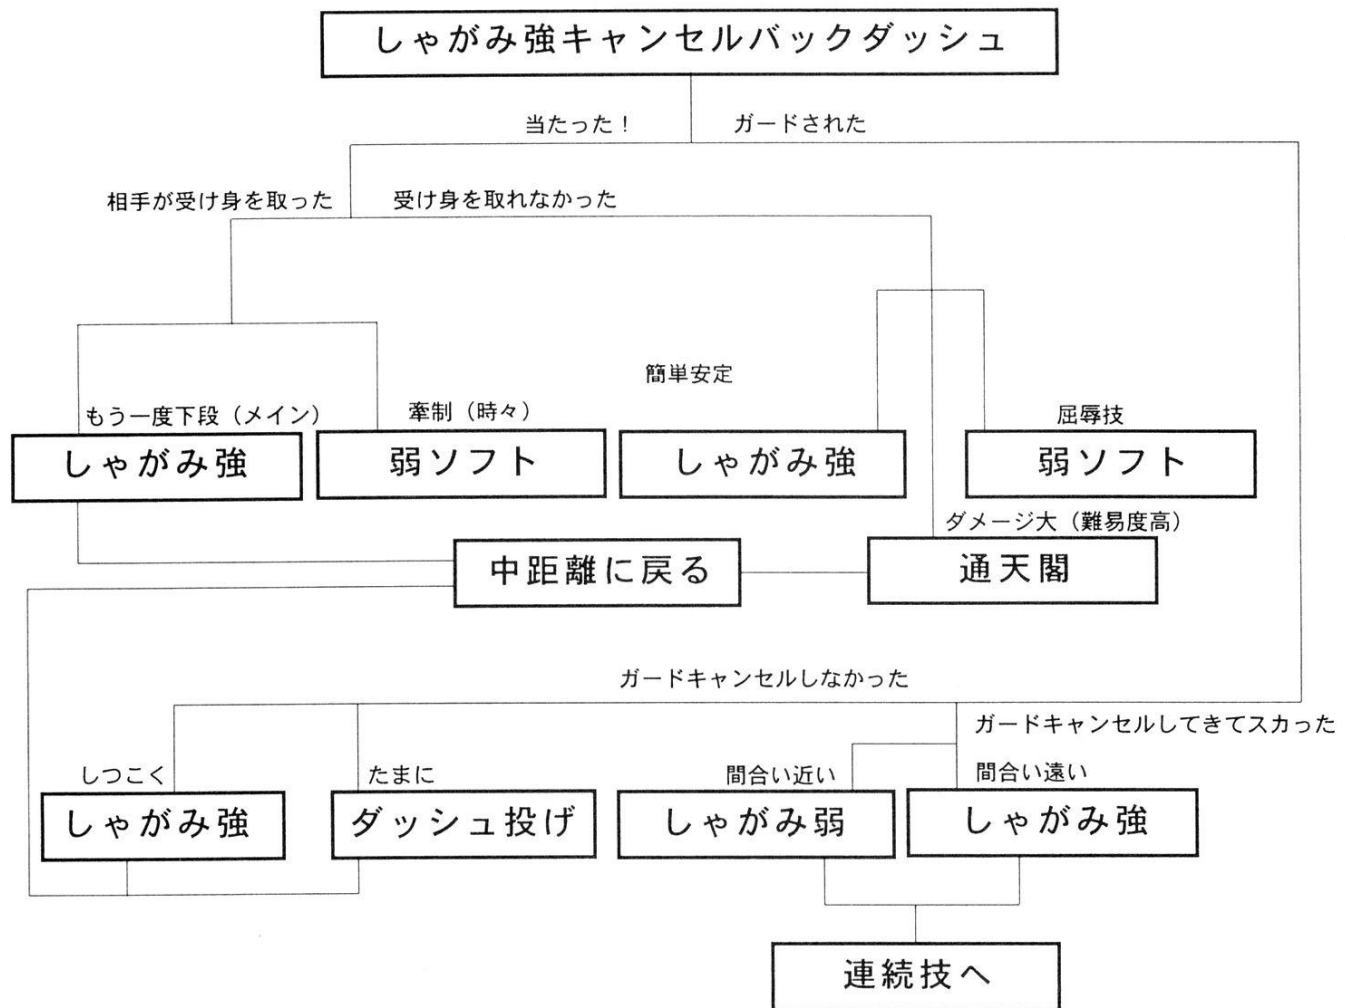 しゃがみ強キャンセルバックダッシュ
当たった！
ガードされた
相手が受け身を取った
受け身を取れなかった
簡単安定
もう一度下段（メイン）
牽制（時々）
屈辱技
しゃがみ強
弱ソフト
しゃがみ強
弱ソフト
ダメージ大（難易度高）
中距離に戻る
通天閣
ガードキャンセルしなかった
ガードキャンセルしてきてスカった
しつこく
たまに
間合い近い
間合い遠い
しゃがみ強
ダッシュ投げ
しゃがみ弱
しゃがみ強
連続技へ